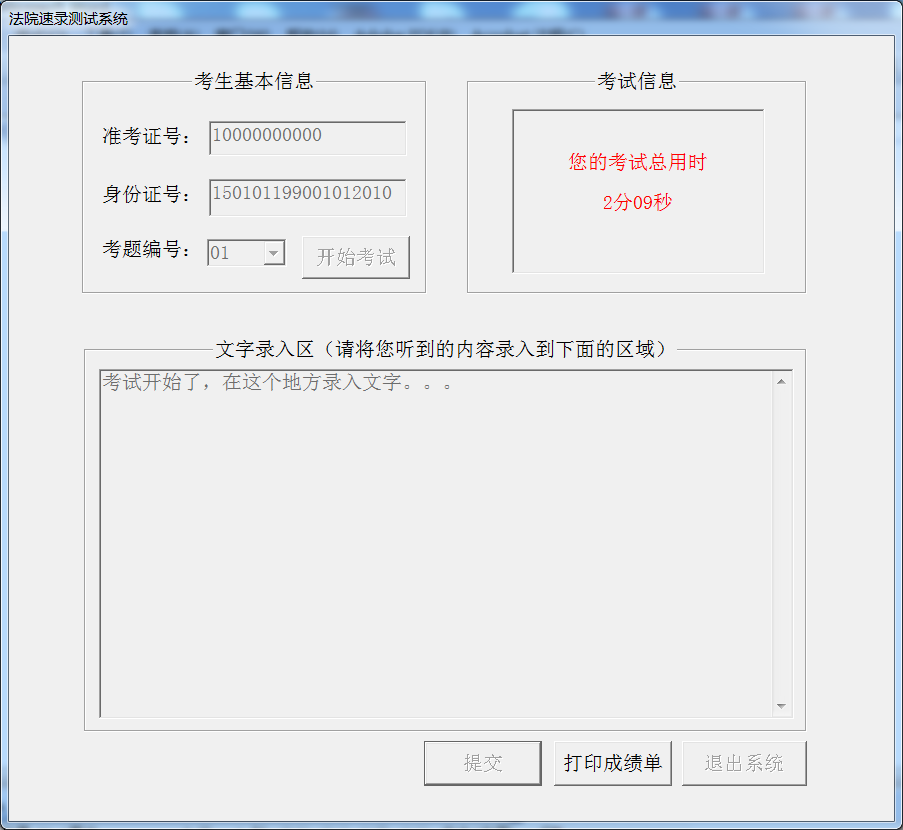 法院速录测试系统
考生基本信息
准考证号：
10000000000
身份证号：
150101199001012010
考题编号：
01
开始考试
考试信息
您的考试总用时
2分09秒
文字录入区（请将您听到的内容录入到下面的区域）
考试开始了，在这个地方录入文字。。。
提交
打印成绩单
退出系统